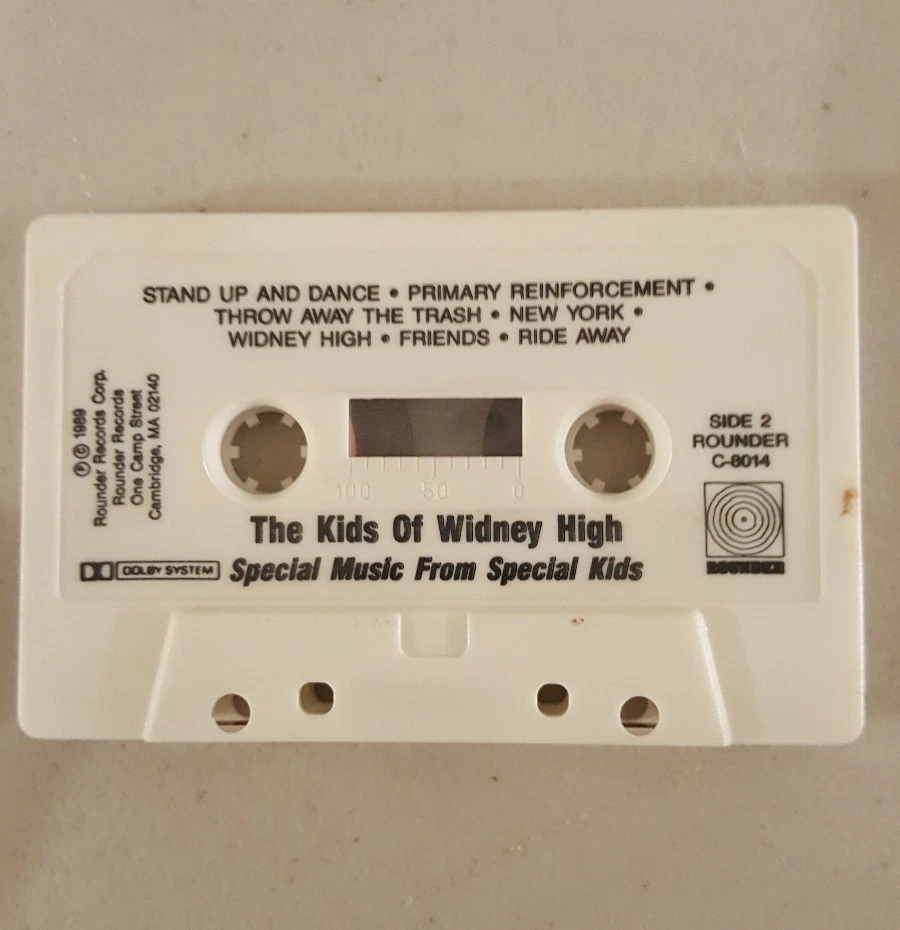 STAND UP AND DANCE • PRIMARY REINFORCEMENT •
THROW AWAY THE TRASH • NEW YORK •
WIDNEY HIGH • FRIENDS • RIDE AWAY
℗ © 1989
Rounder Records Corp.
Rounder Records
One Camp Street
Cambridge, MA 02140
SIDE 2
ROUNDER
C-8014
100 50 0
The Kids Of Widney High
DOLBY SYSTEM
Special Music From Special Kids
ROUNDER